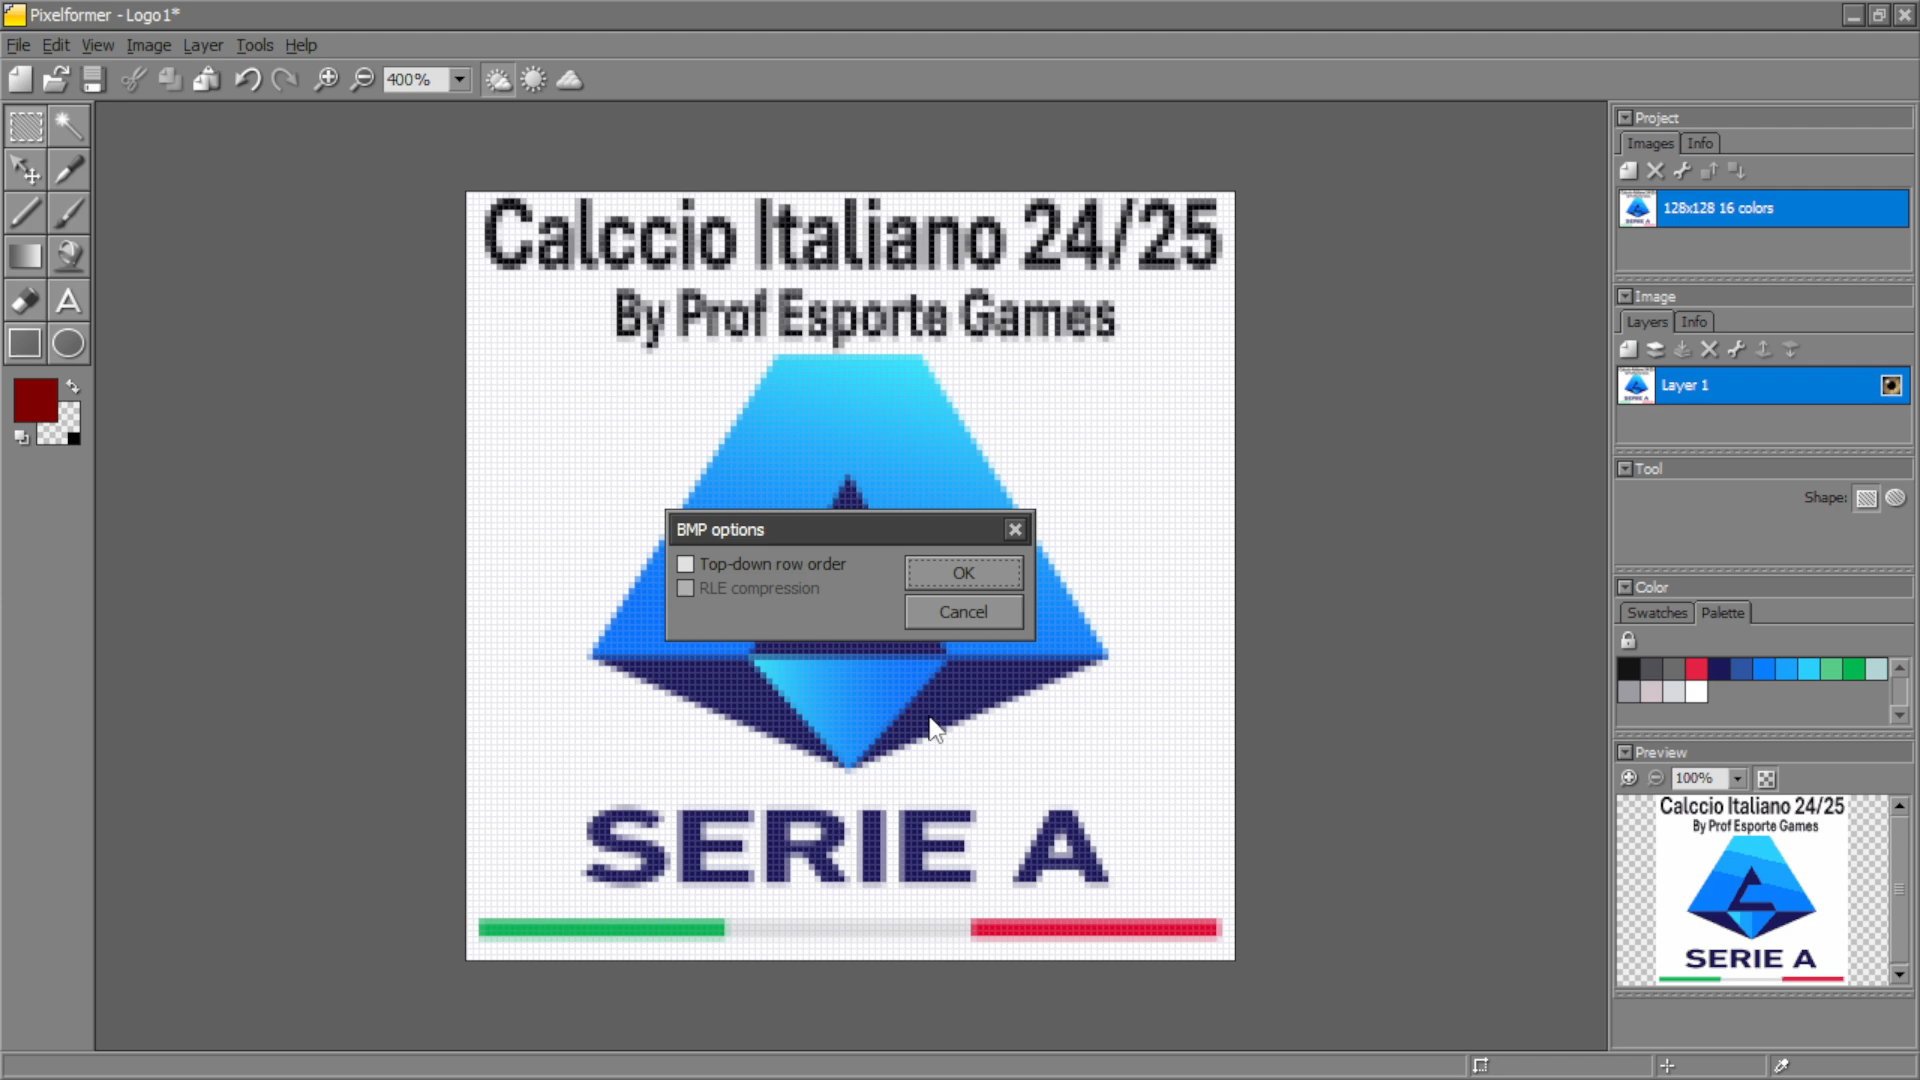 Pixelformer - Logo1*
File Edit View Image Layer Tools Help
400%
Project
Images Info
128x128 16 colors
Image
Layers Info
Layer 1
Tool
Shape:
Color
Swatches Palette
Preview
100%
Calccio Italiano 24/25
By Prof Esporte Games
SERIE A
Calccio Italiano 24/25
By Prof Esporte Games
BMP options
Top-down row order
RLE compression
OK
Cancel
SERIE A